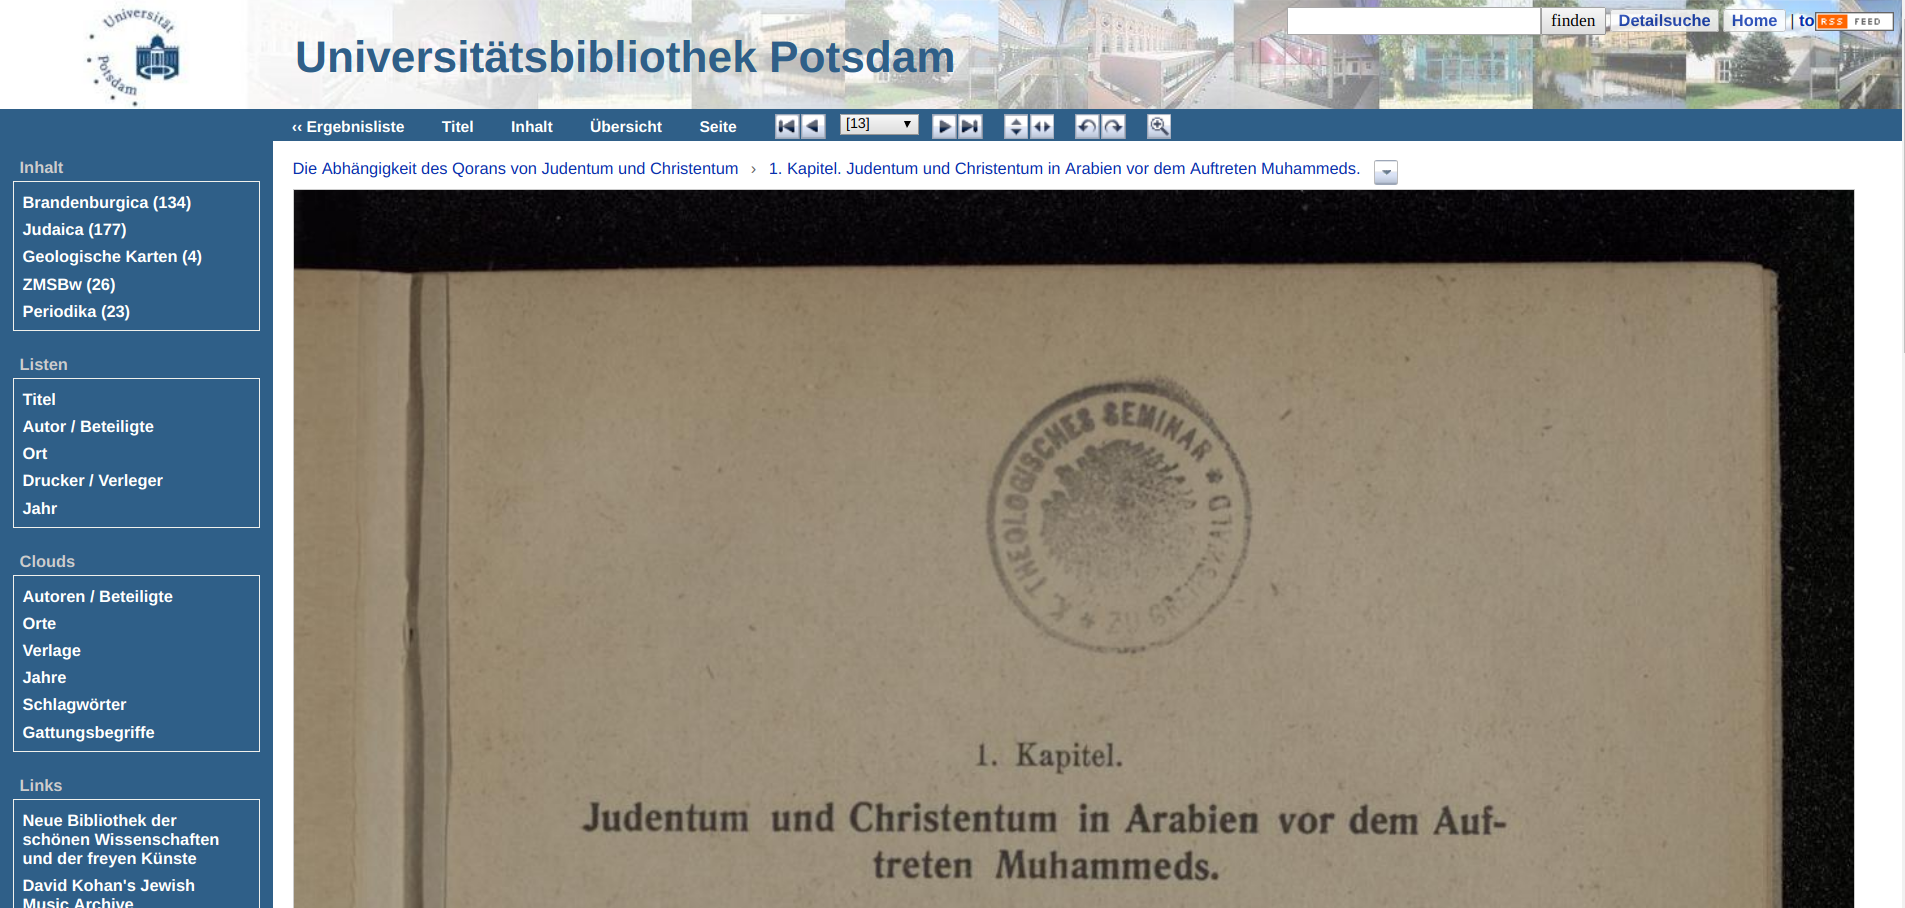 Universität
Potsdam
Universitätsbibliothek Potsdam
finden
Detailsuche
Home
| to
RSS FEED
‹‹ Ergebnisliste
Titel
Inhalt
Übersicht
Seite
[13]
Inhalt
Brandenburgica (134)
Judaica (177)
Geologische Karten (4)
ZMSBw (26)
Periodika (23)
Listen
Titel
Autor / Beteiligte
Ort
Drucker / Verleger
Jahr
Clouds
Autoren / Beteiligte
Orte
Verlage
Jahre
Schlagwörter
Gattungsbegriffe
Links
Neue Bibliothek der
schönen Wissenschaften
und der freyen Künste
David Kohan's Jewish
Music Archive
Die Abhängigkeit des Qorans von Judentum und Christentum › 1. Kapitel. Judentum und Christentum in Arabien vor dem Auftreten Muhammeds.
K. THEOLOGISCHES SEMINAR * ZU GREIFSWALD *
1. Kapitel.
Judentum und Christentum in Arabien vor dem Auf-
treten Muhammeds.